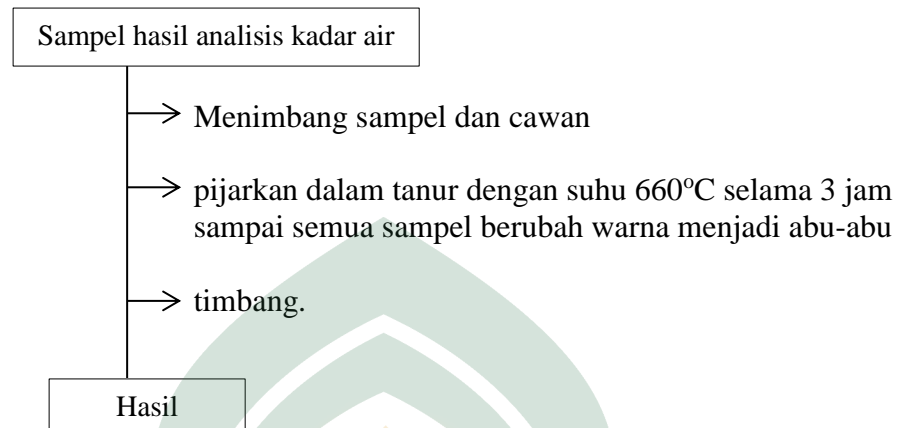 Sampel hasil analisis kadar air
Menimbang sampel dan cawan
pijarkan dalam tanur dengan suhu 660°C selama 3 jam
sampai semua sampel berubah warna menjadi abu-abu
timbang.
Hasil